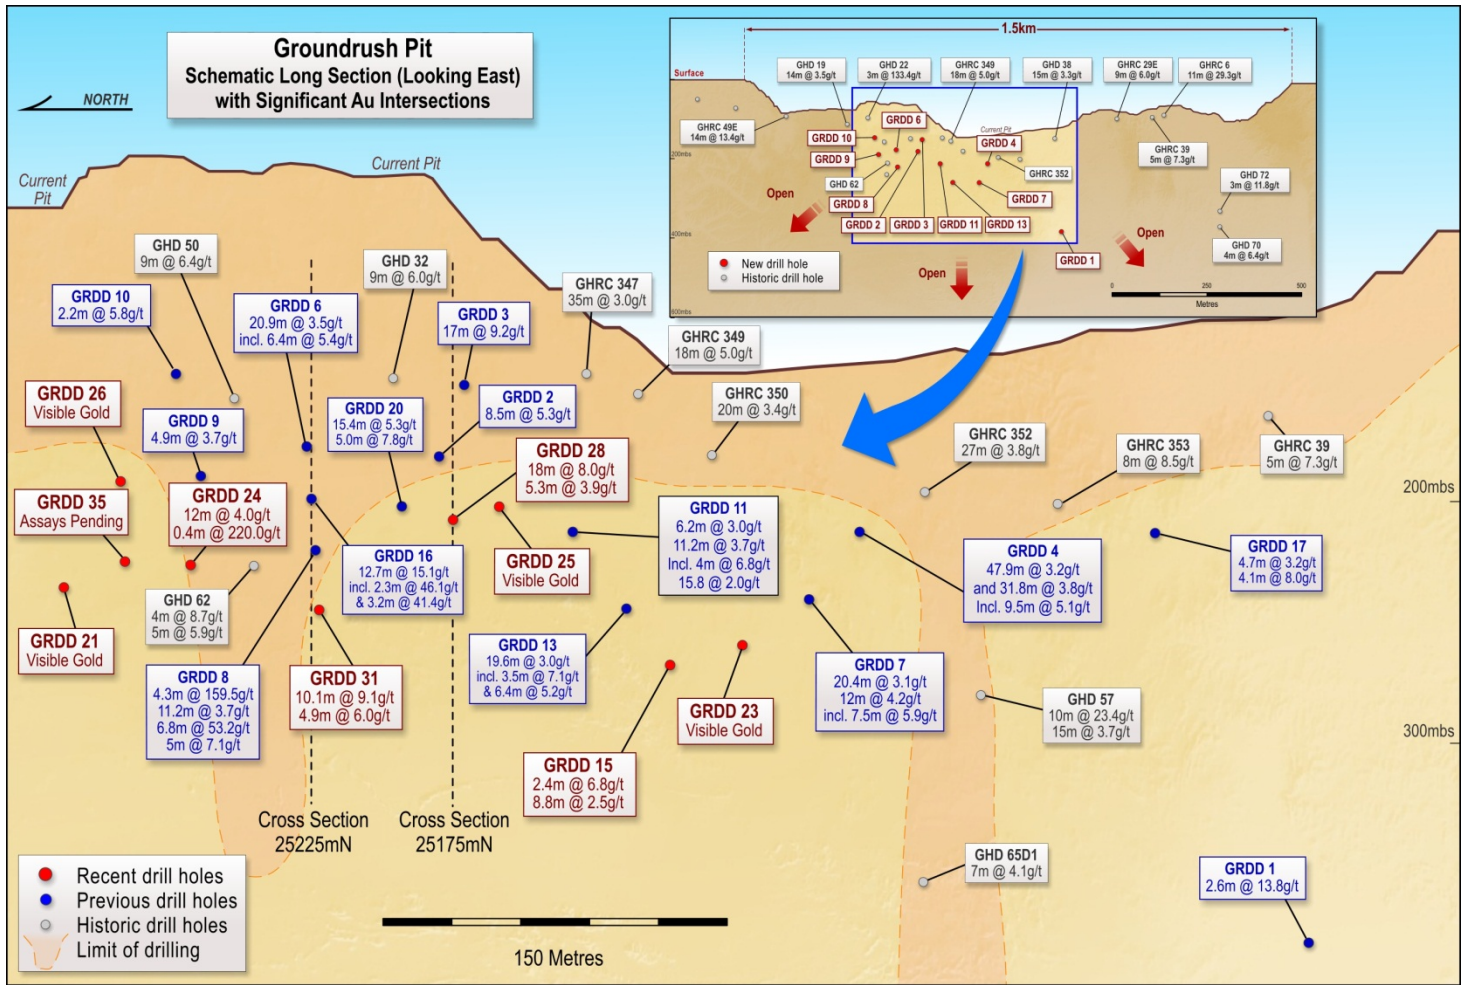 Groundrush Pit
Schematic Long Section (Looking East)
with Significant Au Intersections
NORTH
Current
Pit
Current Pit
1.5km
Surface
GHD 19
14m @ 3.5g/t
GHD 22
3m @ 133.4g/t
GHRC 349
18m @ 5.0g/t
GHD 38
15m @ 3.3g/t
GHRC 29E
9m @ 6.0g/t
GHRC 6
11m @ 29.3g/t
GHRC 49E
14m @ 13.4g/t
GRDD 6
GRDD 10
Current Pit
GRDD 4
GRDD 9
GHRC 39
5m @ 7.3g/t
200mbs
GHD 62
GHRC 352
GHD 72
3m @ 11.8g/t
Open
GRDD 8
GRDD 7
GRDD 2
GRDD 3
GRDD 11
GRDD 13
400mbs
Open
GHD 70
4m @ 6.4g/t
GRDD 1
New drill hole
Historic drill hole
Open
0
250
500
Metres
600mbs
GHD 50
9m @ 6.4g/t
GHD 32
9m @ 6.0g/t
GHRC 347
35m @ 3.0g/t
GRDD 10
2.2m @ 5.8g/t
GRDD 6
20.9m @ 3.5g/t
incl. 6.4m @ 5.4g/t
GRDD 3
17m @ 9.2g/t
GHRC 349
18m @ 5.0g/t
GRDD 26
Visible Gold
GRDD 9
4.9m @ 3.7g/t
GRDD 20
15.4m @ 5.3g/t
5.0m @ 7.8g/t
GRDD 2
8.5m @ 5.3g/t
GHRC 350
20m @ 3.4g/t
GHRC 352
27m @ 3.8g/t
GHRC 353
8m @ 8.5g/t
GHRC 39
5m @ 7.3g/t
GRDD 28
18m @ 8.0g/t
5.3m @ 3.9g/t
200mbs
GRDD 35
Assays Pending
GRDD 24
12m @ 4.0g/t
0.4m @ 220.0g/t
GRDD 11
6.2m @ 3.0g/t
11.2m @ 3.7g/t
Incl. 4m @ 6.8g/t
15.8 @ 2.0g/t
GRDD 16
12.7m @ 15.1g/t
incl. 2.3m @ 46.1g/t
& 3.2m @ 41.4g/t
GRDD 25
Visible Gold
GRDD 4
47.9m @ 3.2g/t
and 31.8m @ 3.8g/t
Incl. 9.5m @ 5.1g/t
GRDD 17
4.7m @ 3.2g/t
4.1m @ 8.0g/t
GHD 62
4m @ 8.7g/t
5m @ 5.9g/t
GRDD 21
Visible Gold
GRDD 8
4.3m @ 159.5g/t
11.2m @ 3.7g/t
6.8m @ 53.2g/t
5m @ 7.1g/t
GRDD 31
10.1m @ 9.1g/t
4.9m @ 6.0g/t
GRDD 13
19.6m @ 3.0g/t
incl. 3.5m @ 7.1g/t
& 6.4m @ 5.2g/t
GRDD 23
Visible Gold
GRDD 7
20.4m @ 3.1g/t
12m @ 4.2g/t
incl. 7.5m @ 5.9g/t
GHD 57
10m @ 23.4g/t
15m @ 3.7g/t
300mbs
GRDD 15
2.4m @ 6.8g/t
8.8m @ 2.5g/t
Cross Section
25225mN
Cross Section
25175mN
GHD 65D1
7m @ 4.1g/t
GRDD 1
2.6m @ 13.8g/t
Recent drill holes
Previous drill holes
Historic drill holes
Limit of drilling
150 Metres